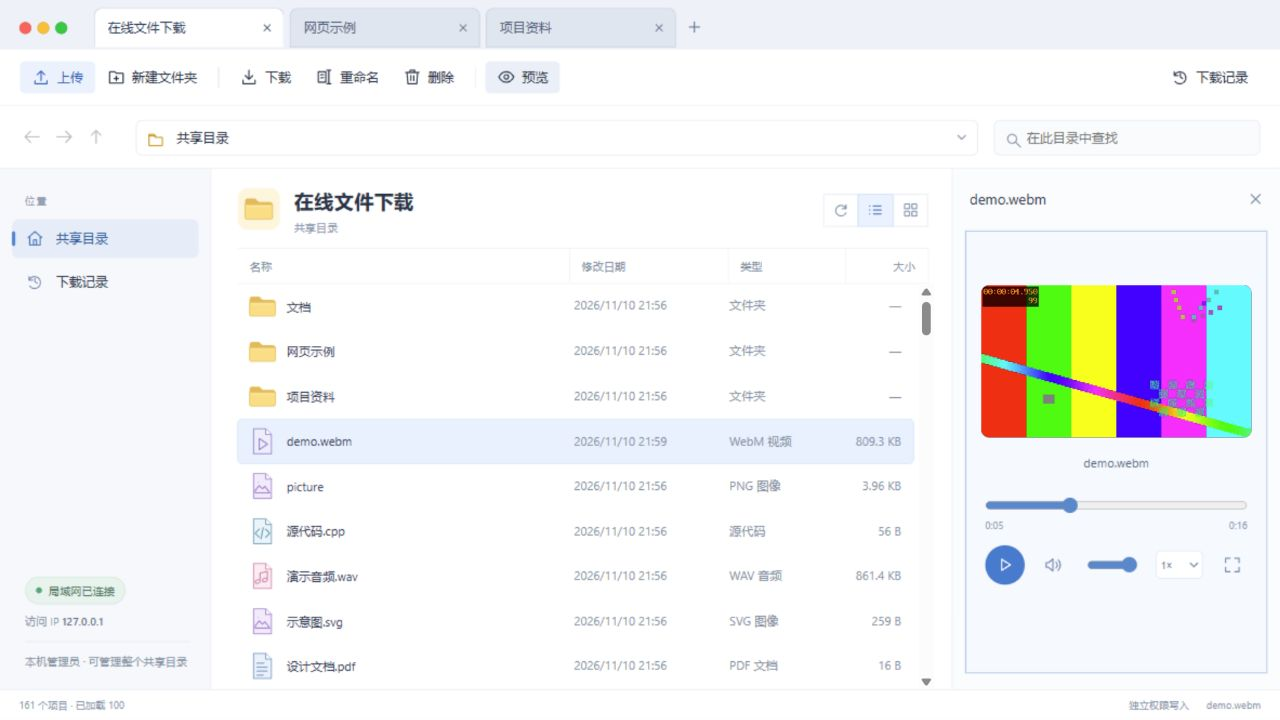 在线文件下载
网页示例
项目资料
上传
新建文件夹
下载
重命名
删除
预览
下载记录
共享目录
在此目录中查找
位置
共享目录
下载记录
局域网已连接
访问 IP 127.0.0.1
本机管理员 · 可管理整个共享目录
在线文件下载
共享目录
名称 修改日期 类型 大小
文档 2026/11/10 21:56 文件夹 —
网页示例 2026/11/10 21:56 文件夹 —
项目资料 2026/11/10 21:56 文件夹 —
demo.webm 2026/11/10 21:59 WebM 视频 809.3 KB
picture 2026/11/10 21:56 PNG 图像 3.96 KB
源代码.cpp 2026/11/10 21:56 源代码 56 B
演示音频.wav 2026/11/10 21:56 WAV 音频 861.4 KB
示意图.svg 2026/11/10 21:56 SVG 图像 259 B
设计文档.pdf 2026/11/10 21:56 PDF 文档 16 B
demo.webm
00:00:04.950
99
demo.webm
0:05 0:16
1x
161 个项目 · 已加载 100
独立权限写入 demo.webm